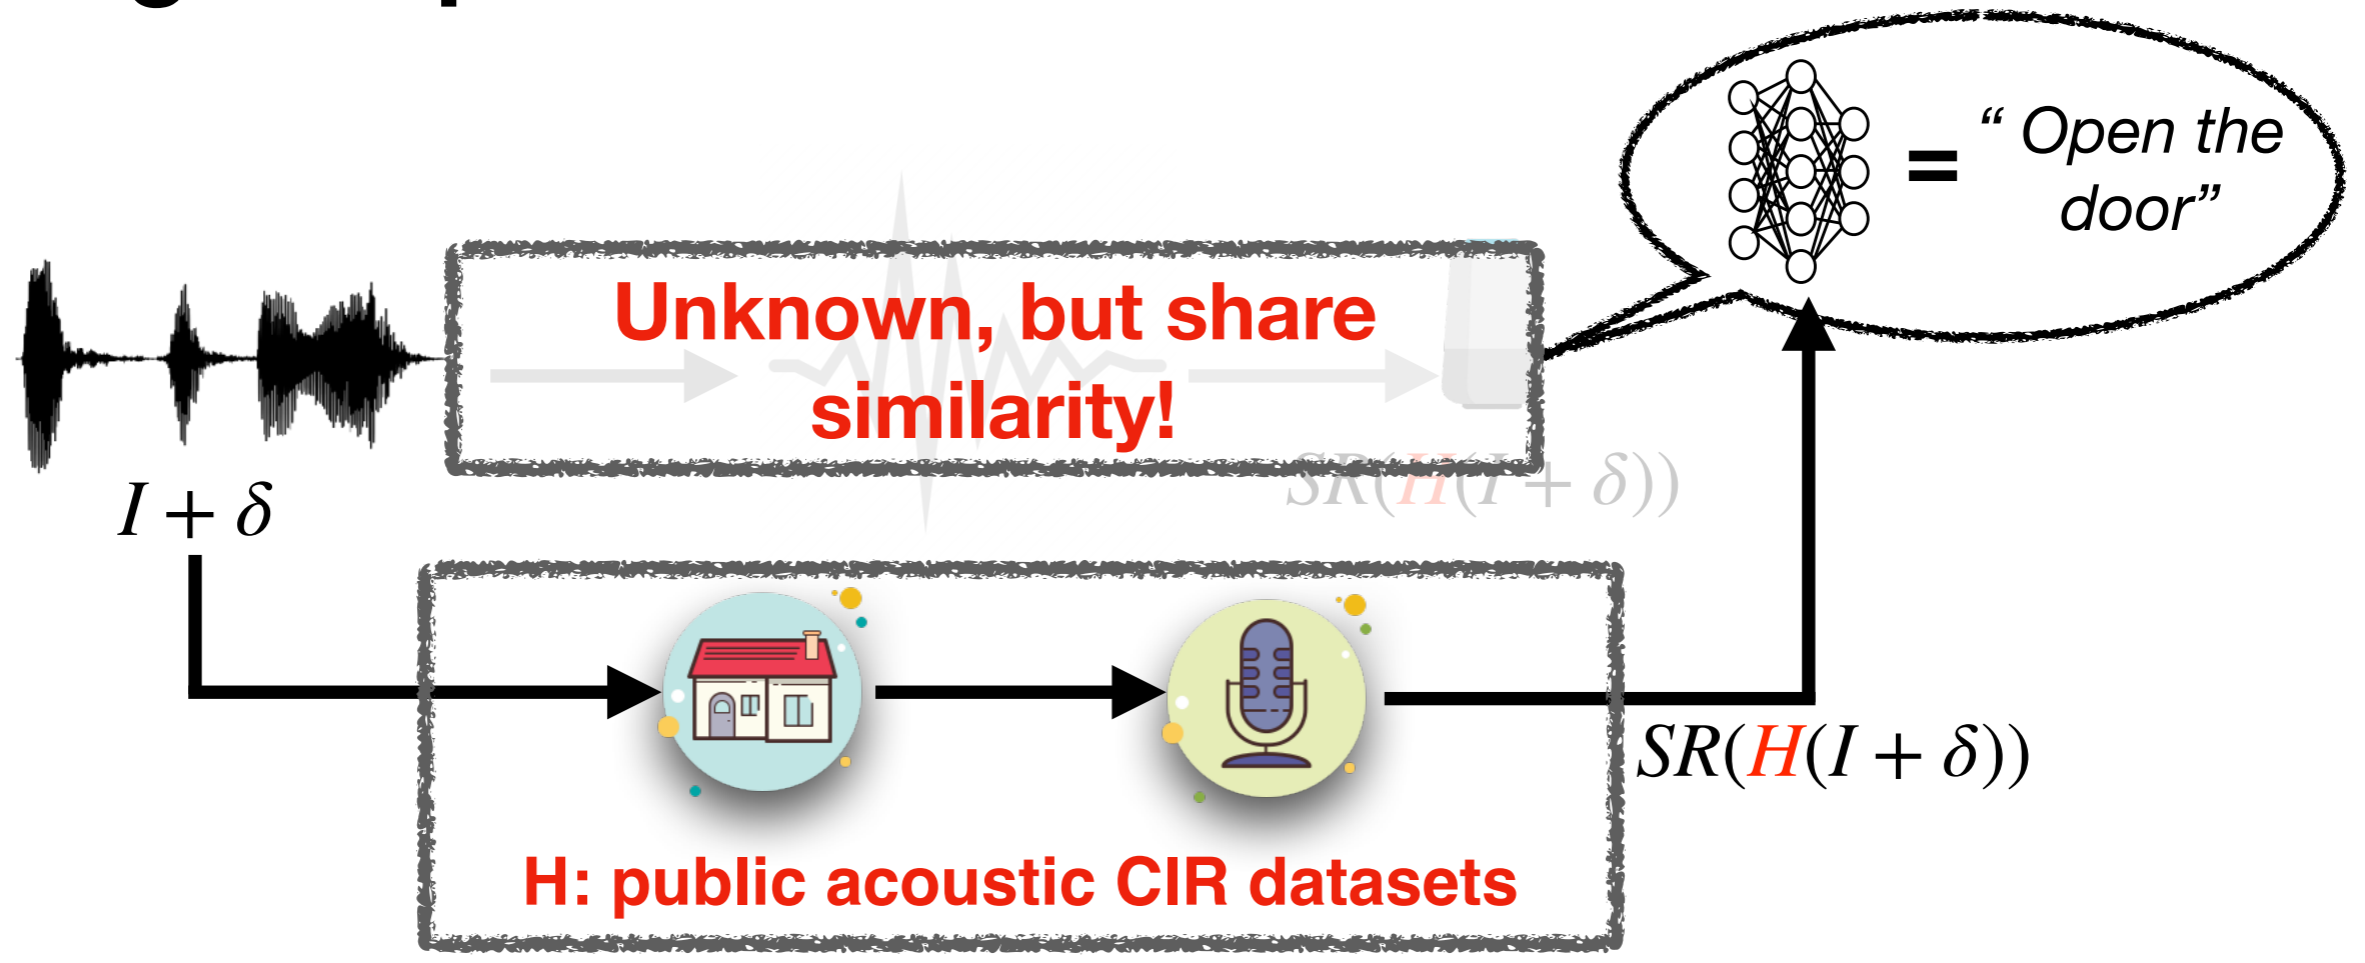 “ Open the
door”
=
Unknown, but share
similarity!
SR(H(I + δ))
I + δ
SR(H(I + δ))
H: public acoustic CIR datasets